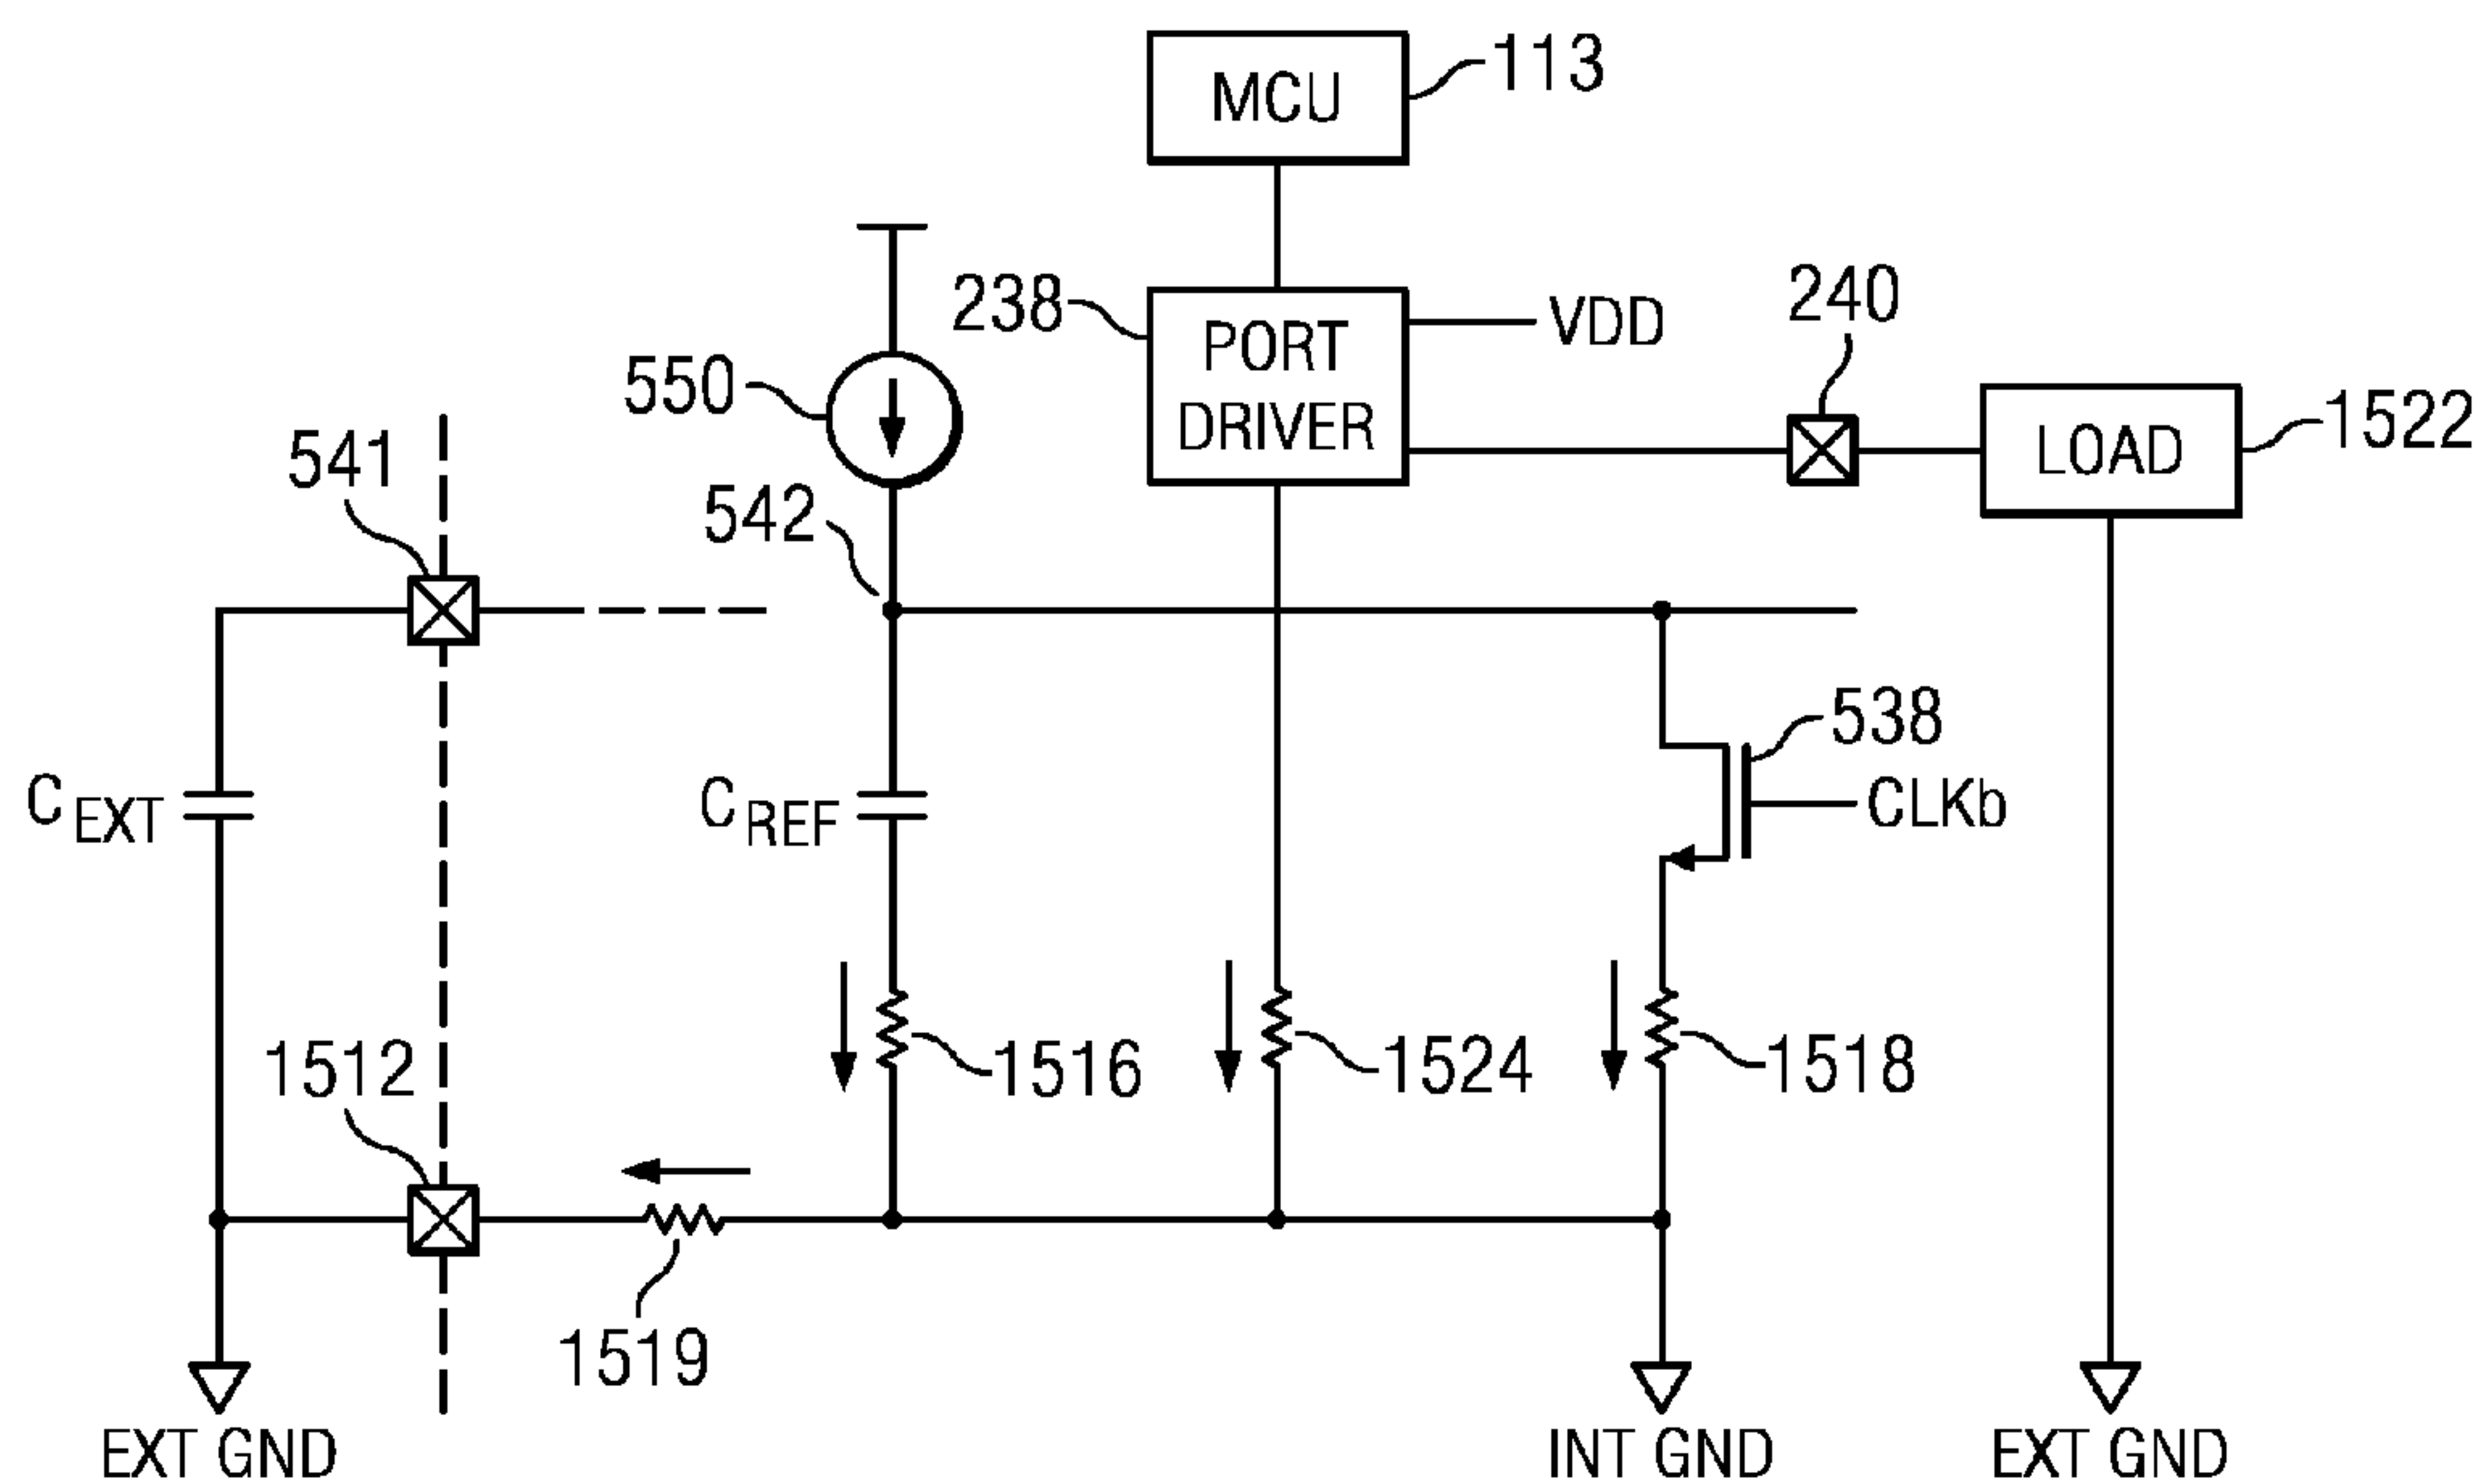 MCU
113
238
PORT
DRIVER
VDD
240
550
LOAD
1522
541
542
538
CLKb
C EXT
C REF
1512
1516
1524
1518
1519
EXT GND
INT GND
EXT GND